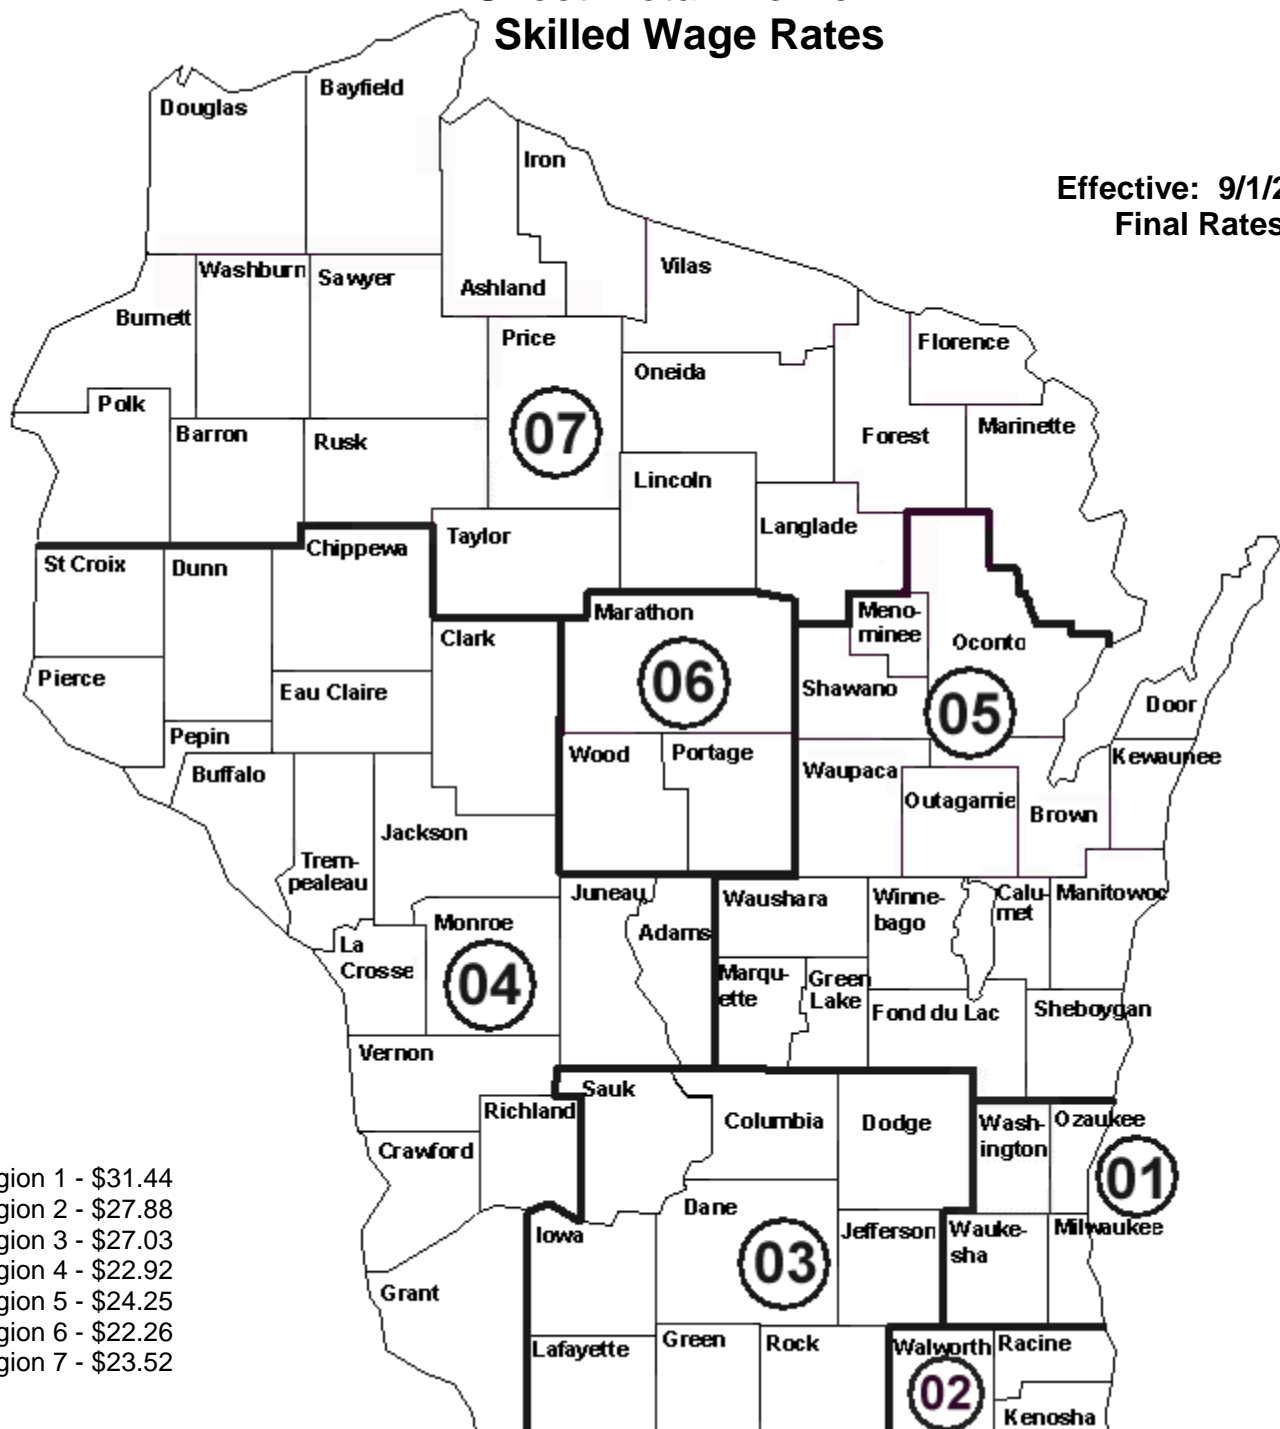 Skilled Wage Rates
Bayfield
Douglas
Iron
Effective: 9/1/2
Final Rates
Vilas
Washburn
Sawyer
Ashland
Burnett
Price
Florence
Oneida
Polk
07
Barron
Rusk
Forest
Marinette
Lincoln
Langlade
Taylor
Chippewa
St Croix
Dunn
Marathon
Meno-
minee
Clark
Oconto
Pierce
Eau Claire
06
Shawano
05
Door
Pepin
Wood
Portage
Kewaunee
Buffalo
Waupaca
Outagamie
Brown
Jackson
Trem-
pealeau
Juneau
Waushara
Winne-
bago
Calu-
met
Manitowoc
Monroe
Adams
La
Crosse
04
Marqu-
ette
Green
Lake
Fond du Lac
Sheboygan
Vernon
Sauk
Richland
Columbia
Dodge
Wash-
ington
Ozaukee
Crawford
01
gion 1 - $31.44
gion 2 - $27.88
gion 3 - $27.03
gion 4 - $22.92
gion 5 - $24.25
gion 6 - $22.26
gion 7 - $23.52
Dane
Iowa
Jefferson
Wauke-
sha
Milwaukee
03
Grant
Lafayette
Green
Rock
Walworth
Racine
02
Kenosha